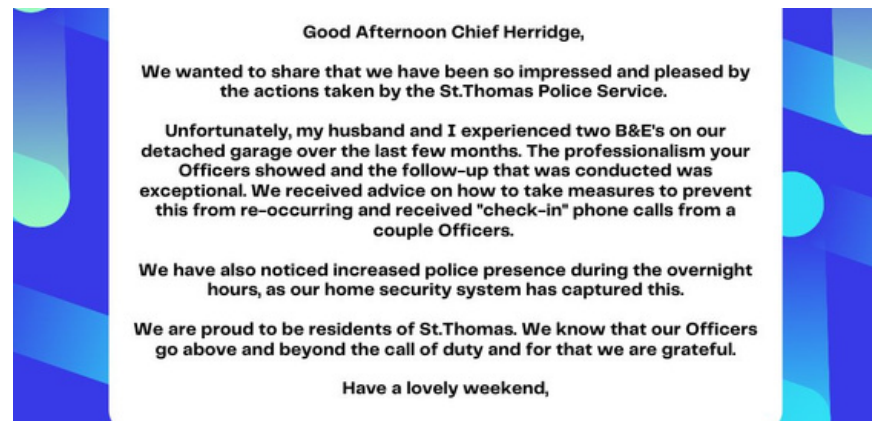 Good Afternoon Chief Herridge,
We wanted to share that we have been so impressed and pleased by
the actions taken by the St.Thomas Police Service.
Unfortunately, my husband and I experienced two B&E's on our
detached garage over the last few months. The professionalism your
Officers showed and the follow-up that was conducted was
exceptional. We received advice on how to take measures to prevent
this from re-occurring and received "check-in" phone calls from a
couple Officers.
We have also noticed increased police presence during the overnight
hours, as our home security system has captured this.
We are proud to be residents of St.Thomas. We know that our Officers
go above and beyond the call of duty and for that we are grateful.
Have a lovely weekend,